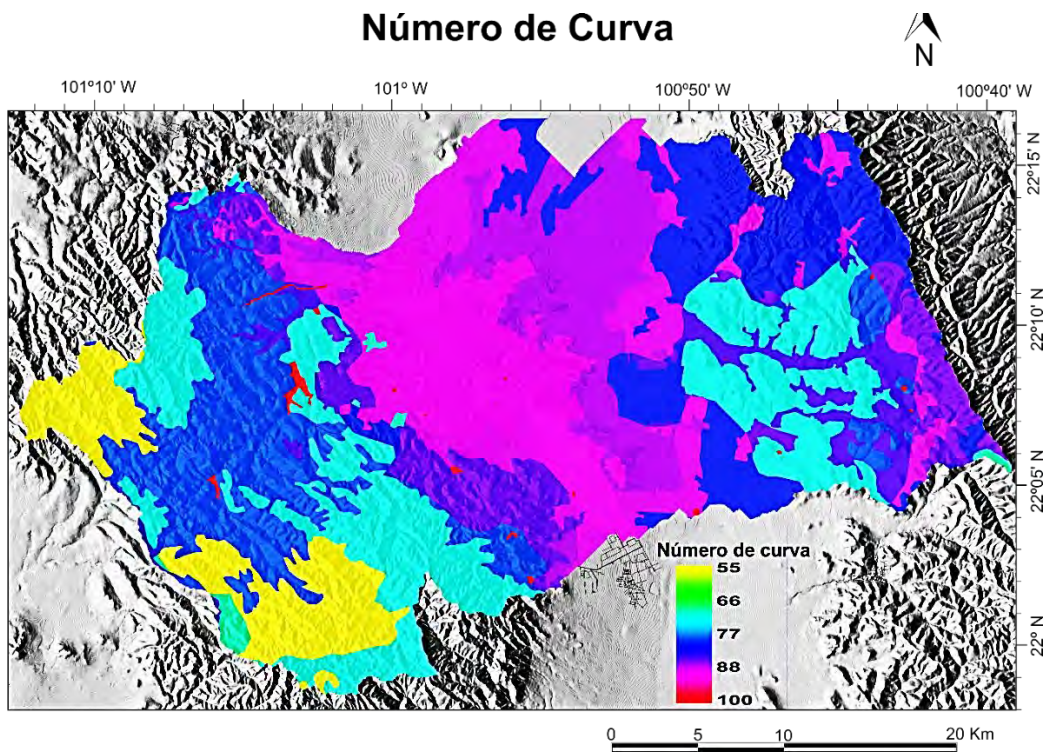 Número de Curva
N
101º10' W
101º W
100º50' W
100º40' W
22º15' N
22º10' N
22º05' N
22º N
Número de curva
55
66
77
88
100
0
5
10
20 Km